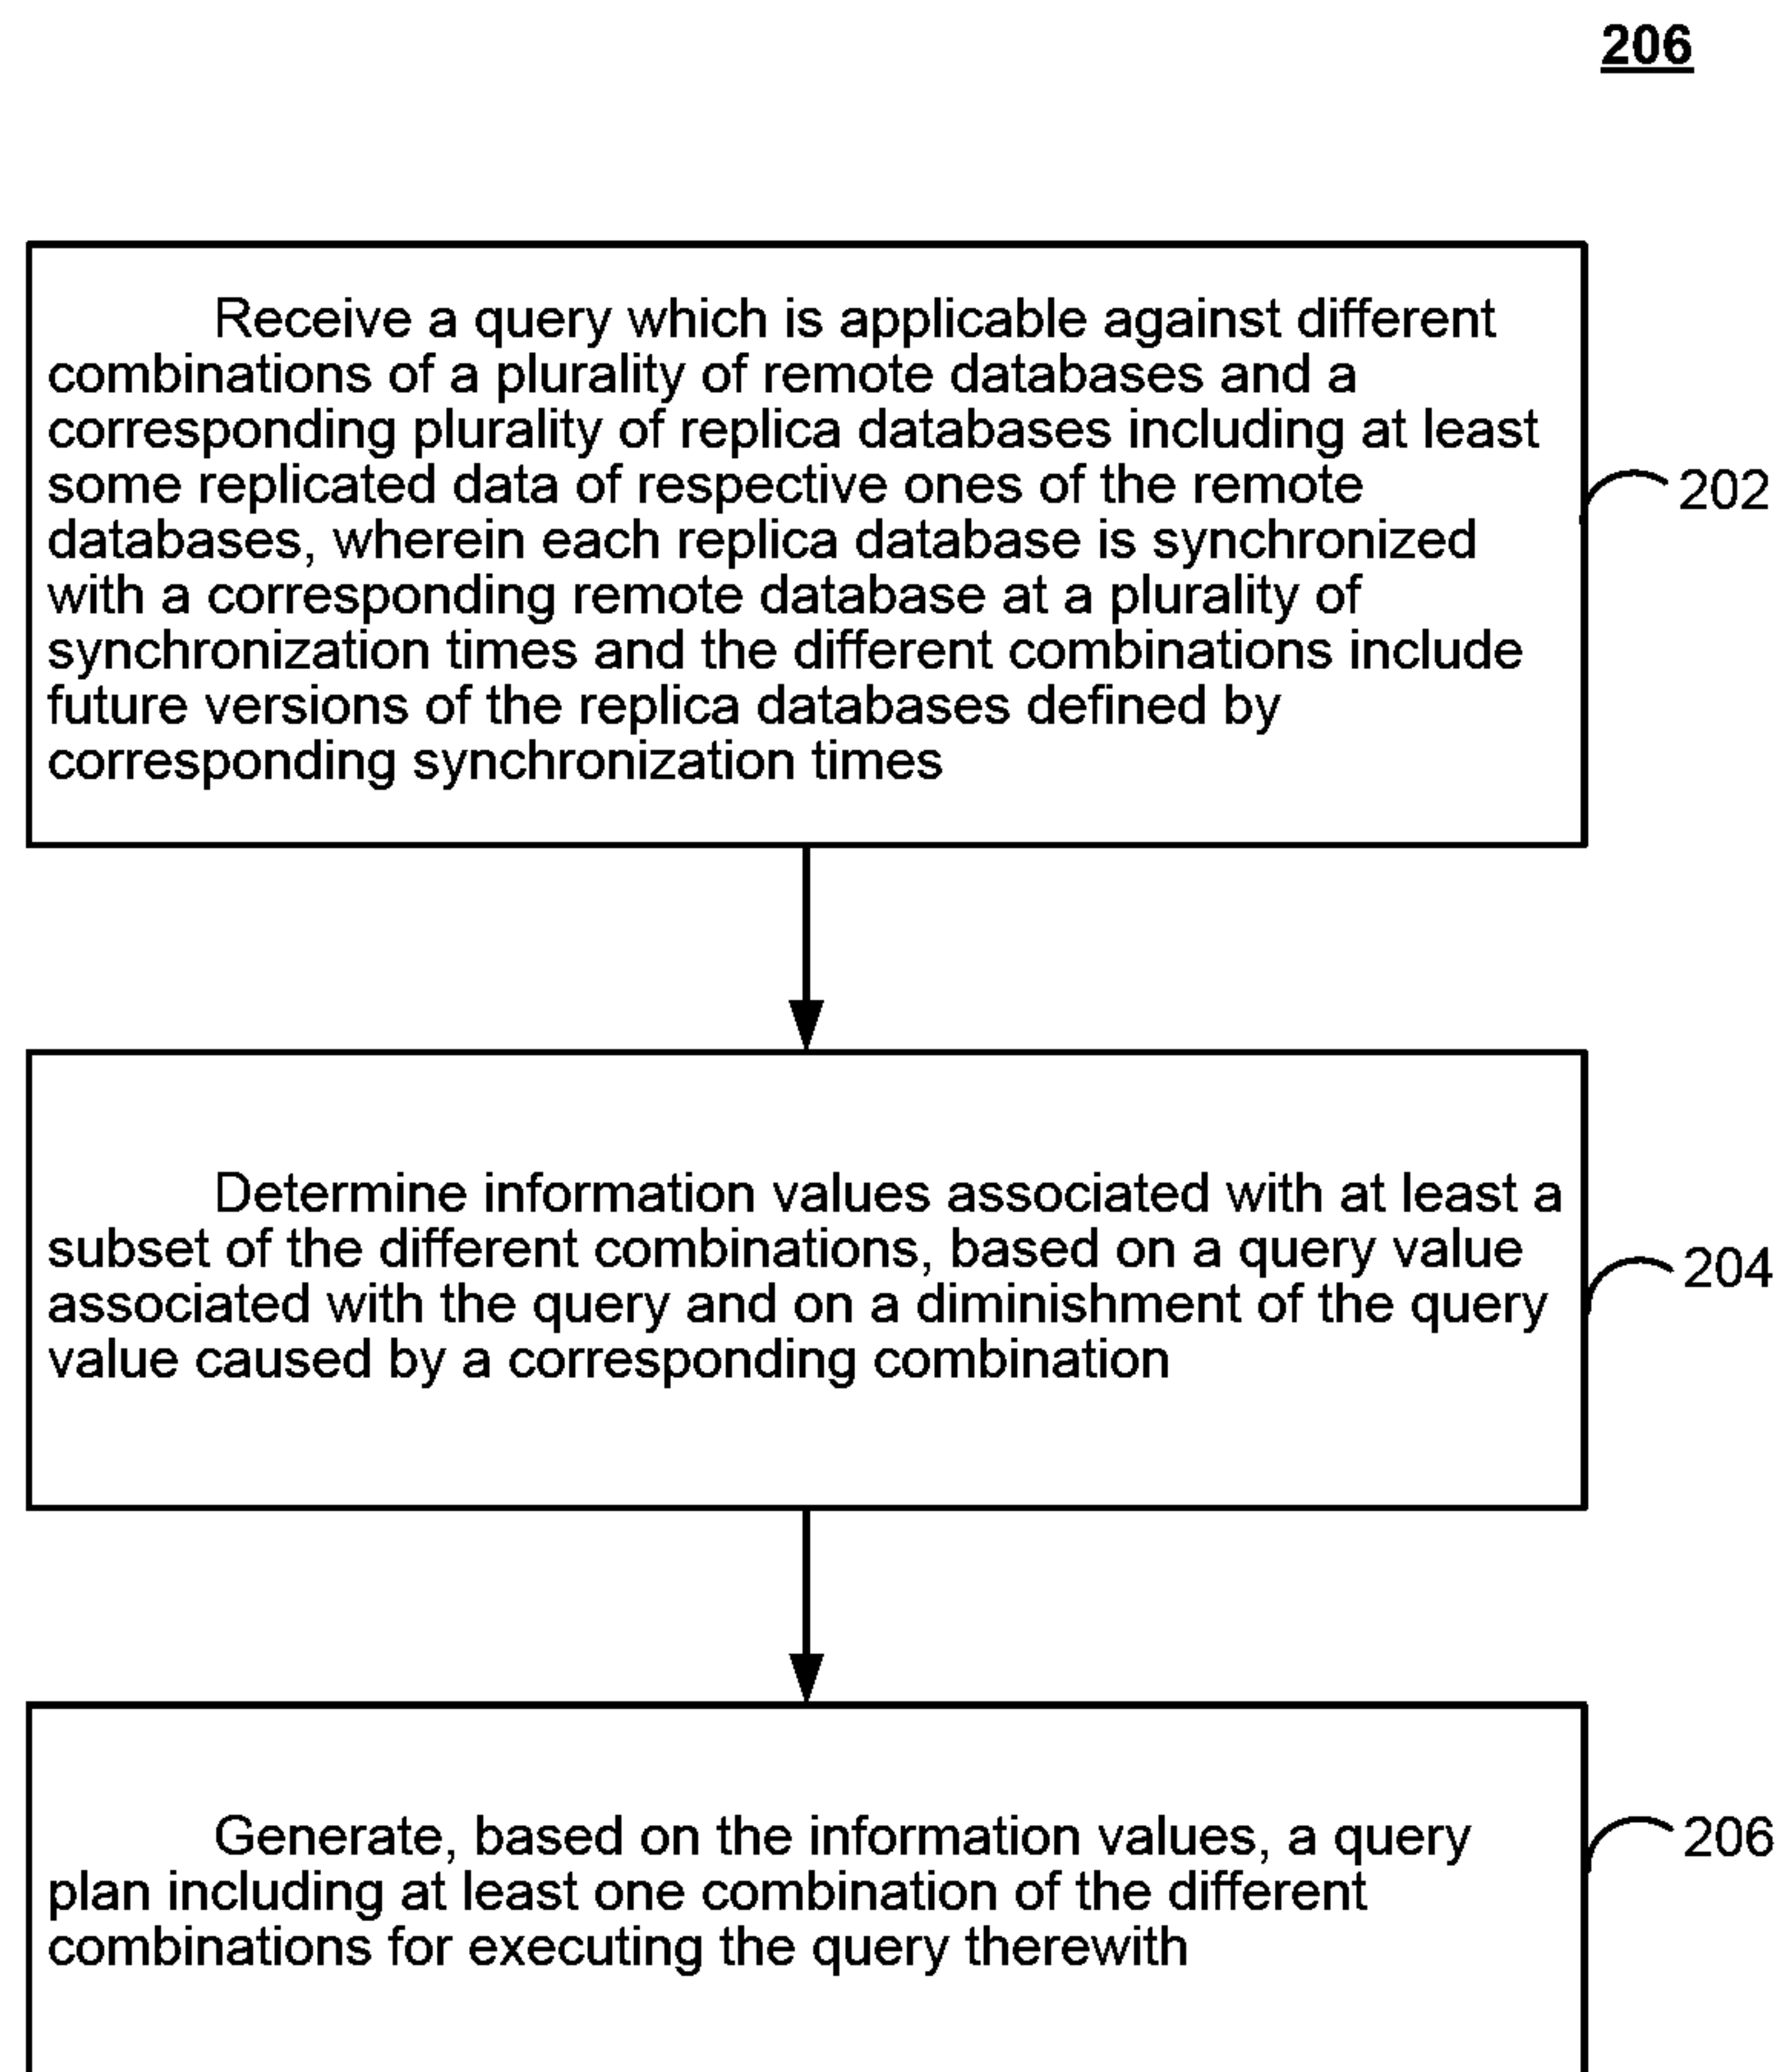 206
Receive a query which is applicable against different
combinations of a plurality of remote databases and a
corresponding plurality of replica databases including at least
some replicated data of respective ones of the remote
databases, wherein each replica database is synchronized
with a corresponding remote database at a plurality of
synchronization times and the different combinations include
future versions of the replica databases defined by
corresponding synchronization times
202
Determine information values associated with at least a
subset of the different combinations, based on a query value
associated with the query and on a diminishment of the query
value caused by a corresponding combination
204
Generate, based on the information values, a query
plan including at least one combination of the different
combinations for executing the query therewith
206